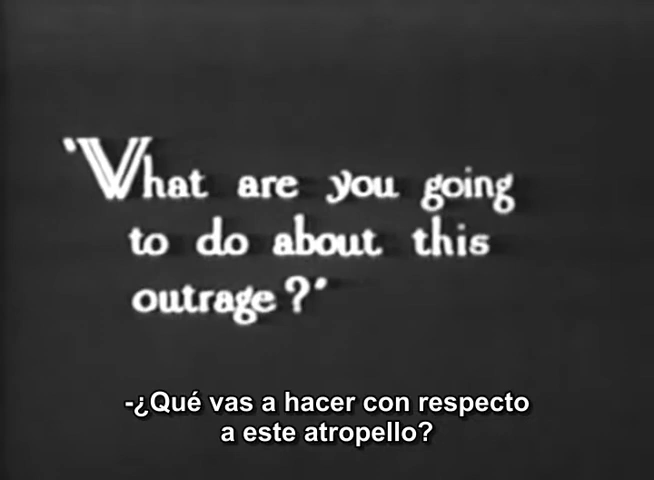 'What are you going
to do about this
outrage?'
-¿Qué vas a hacer con respecto
a este atropello?